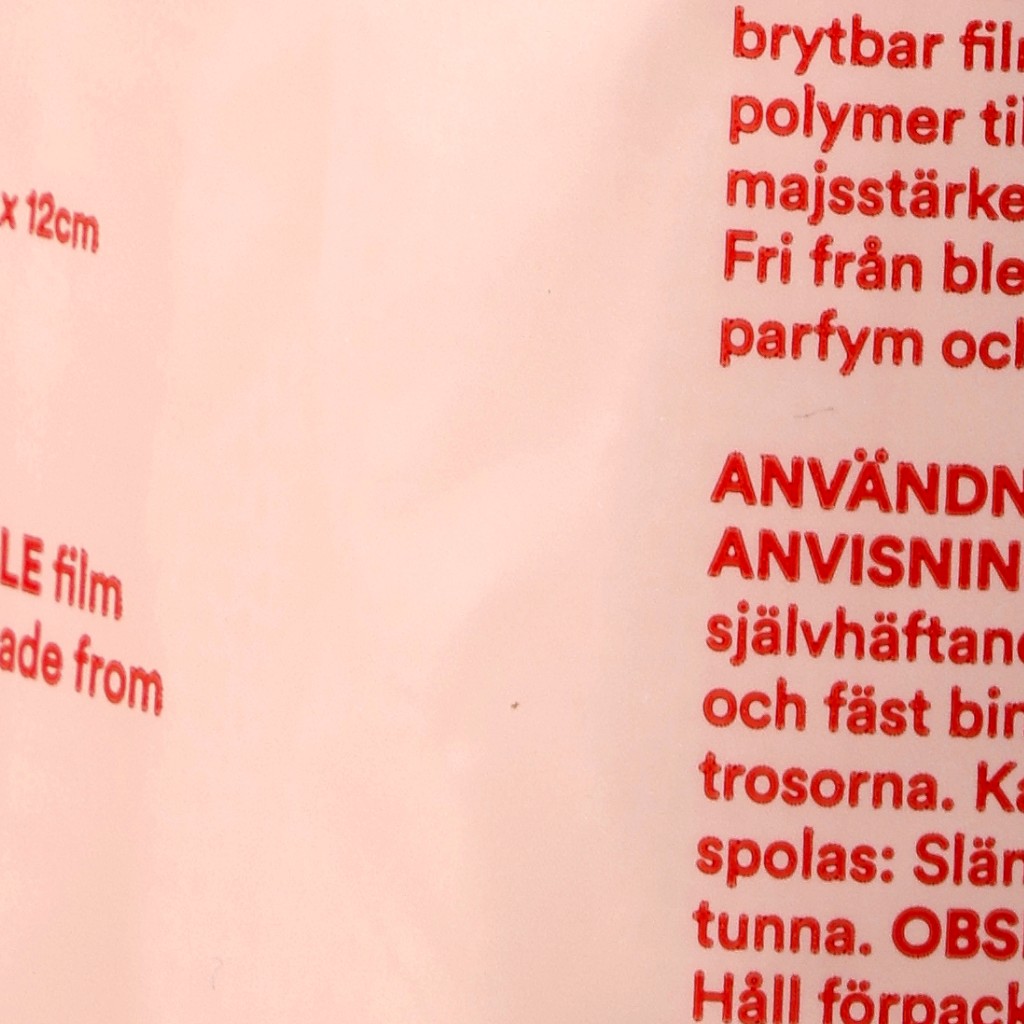 x 12cm
LE film
ade from
brytbar fil
polymer til
majsstärke
Fri från ble
parfym och
ANVÄNDN
ANVISNIN
självhäftand
och fäst bin
trosorna. Ka
spolas: Slän
tunna. OBS
Håll förpack